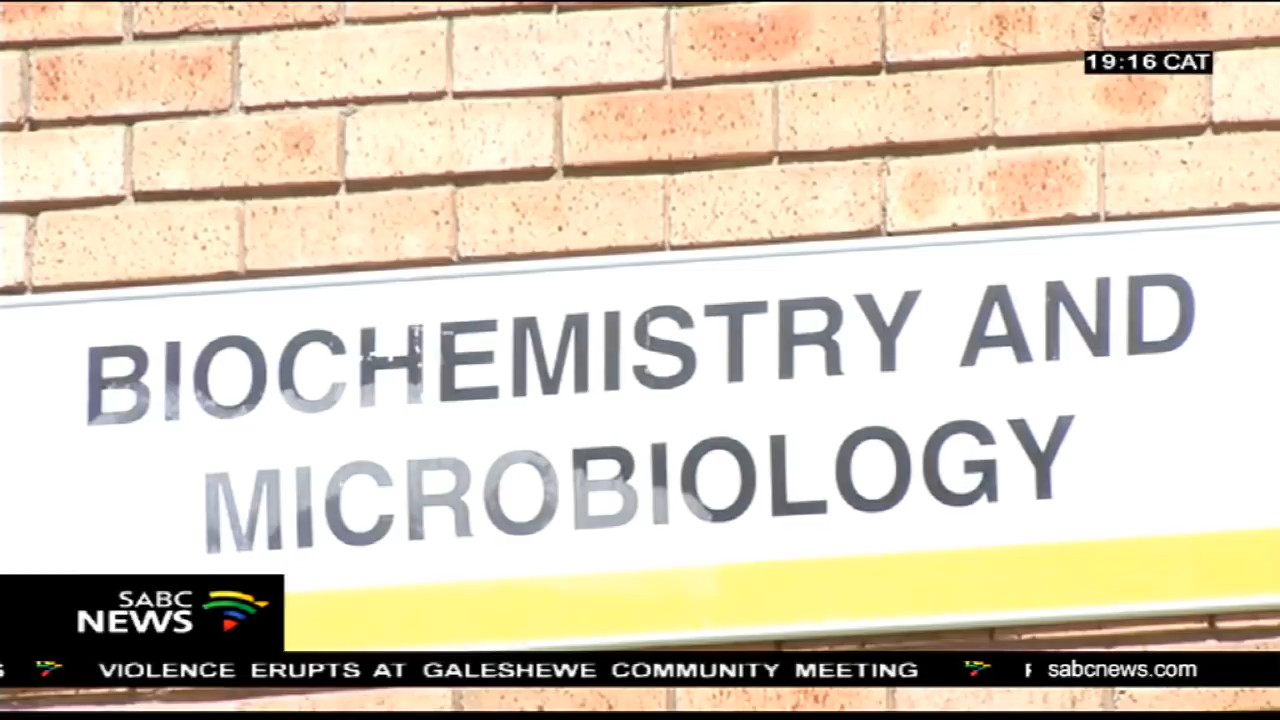 19:16 CAT
BIOCHEMISTRY AND
MICROBIOLOGY
SABC
NEWS
VIOLENCE ERUPTS AT GALESHEWE COMMUNITY MEETING
sabcnews.com